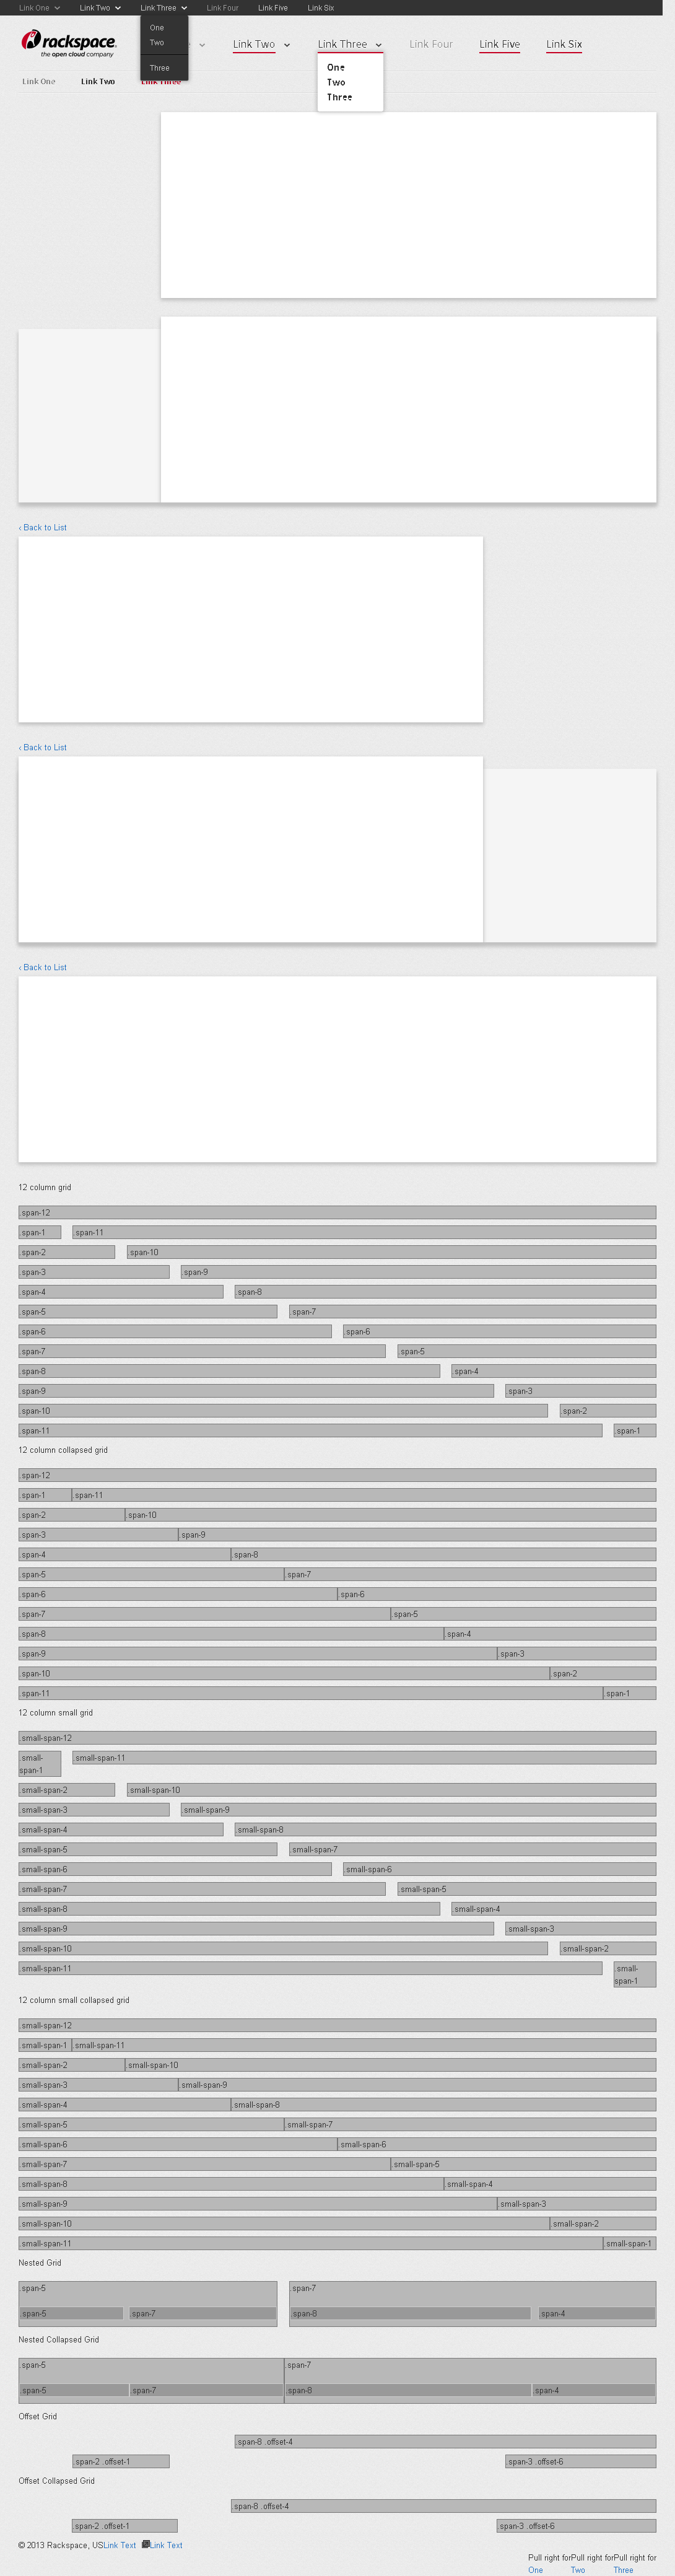 Link One Link Two Link Three Link Four Link Five Link Six
One
Two
Three
rackspace.
the open cloud company
Link Two Link Three Link Four Link Five Link Six
One
Two
Three
Link One Link Two Link Three
‹ Back to List
‹ Back to List
‹ Back to List
12 column grid
.span-12
.span-1 .span-11
.span-2 .span-10
.span-3 .span-9
.span-4 .span-8
.span-5 .span-7
.span-6 .span-6
.span-7 .span-5
.span-8 .span-4
.span-9 .span-3
.span-10 .span-2
.span-11 .span-1
12 column collapsed grid
.span-12
.span-1 .span-11
.span-2 .span-10
.span-3 .span-9
.span-4 .span-8
.span-5 .span-7
.span-6 .span-6
.span-7 .span-5
.span-8 .span-4
.span-9 .span-3
.span-10 .span-2
.span-11 .span-1
12 column small grid
.small-span-12
.small-
span-1 .small-span-11
.small-span-2 .small-span-10
.small-span-3 .small-span-9
.small-span-4 .small-span-8
.small-span-5 .small-span-7
.small-span-6 .small-span-6
.small-span-7 .small-span-5
.small-span-8 .small-span-4
.small-span-9 .small-span-3
.small-span-10 .small-span-2
.small-span-11 .small-
span-1
12 column small collapsed grid
.small-span-12
.small-span-1 .small-span-11
.small-span-2 .small-span-10
.small-span-3 .small-span-9
.small-span-4 .small-span-8
.small-span-5 .small-span-7
.small-span-6 .small-span-6
.small-span-7 .small-span-5
.small-span-8 .small-span-4
.small-span-9 .small-span-3
.small-span-10 .small-span-2
.small-span-11 .small-span-1
Nested Grid
.span-5 .span-7
.span-5 .span-7 .span-8 .span-4
Nested Collapsed Grid
.span-5 .span-7
.span-5 .span-7 .span-8 .span-4
Offset Grid
.span-8 .offset-4
.span-2 .offset-1 .span-3 .offset-6
Offset Collapsed Grid
.span-8 .offset-4
.span-2 .offset-1 .span-3 .offset-6
© 2013 Rackspace, USLink Text Link Text
Pull right forPull right forPull right for
One Two Three